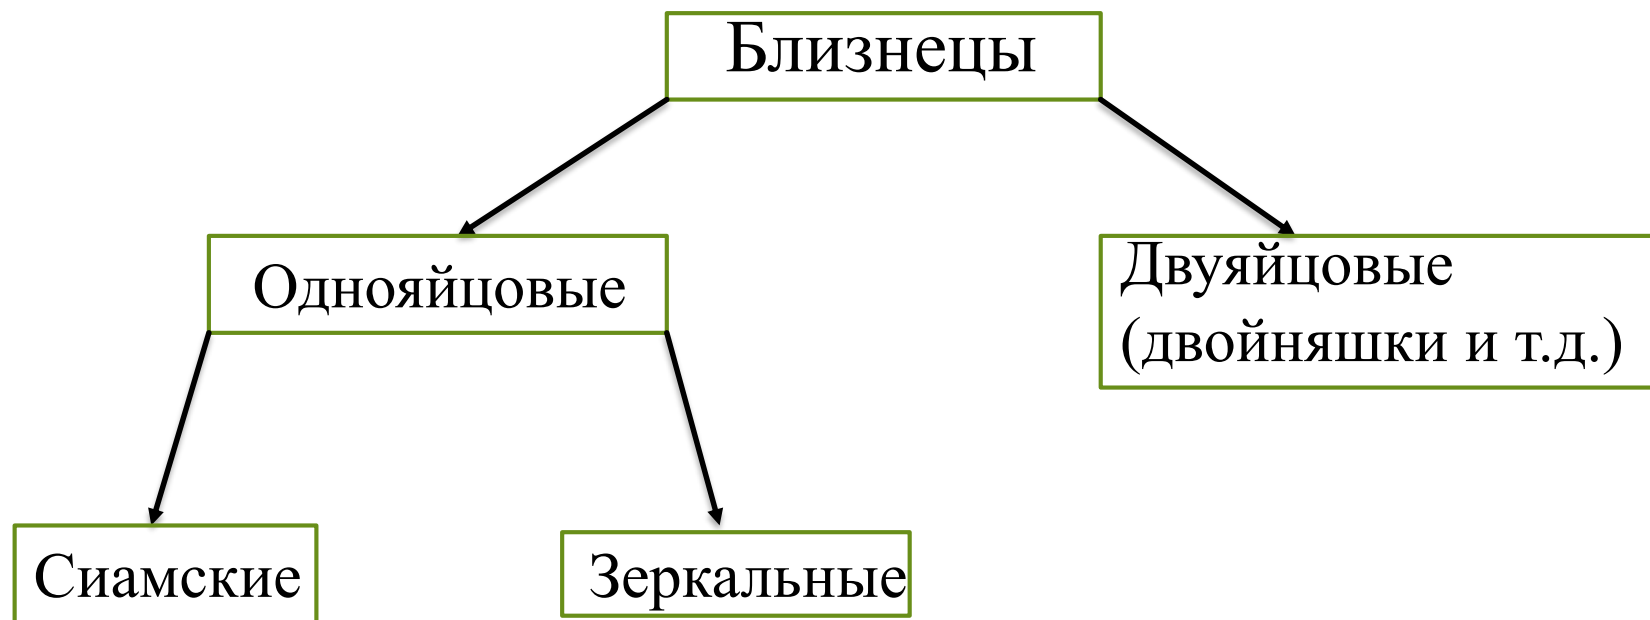 Близнецы
Однояйцовые
Двуяйцовые
(двойняшки и т.д.)
Сиамские
Зеркальные